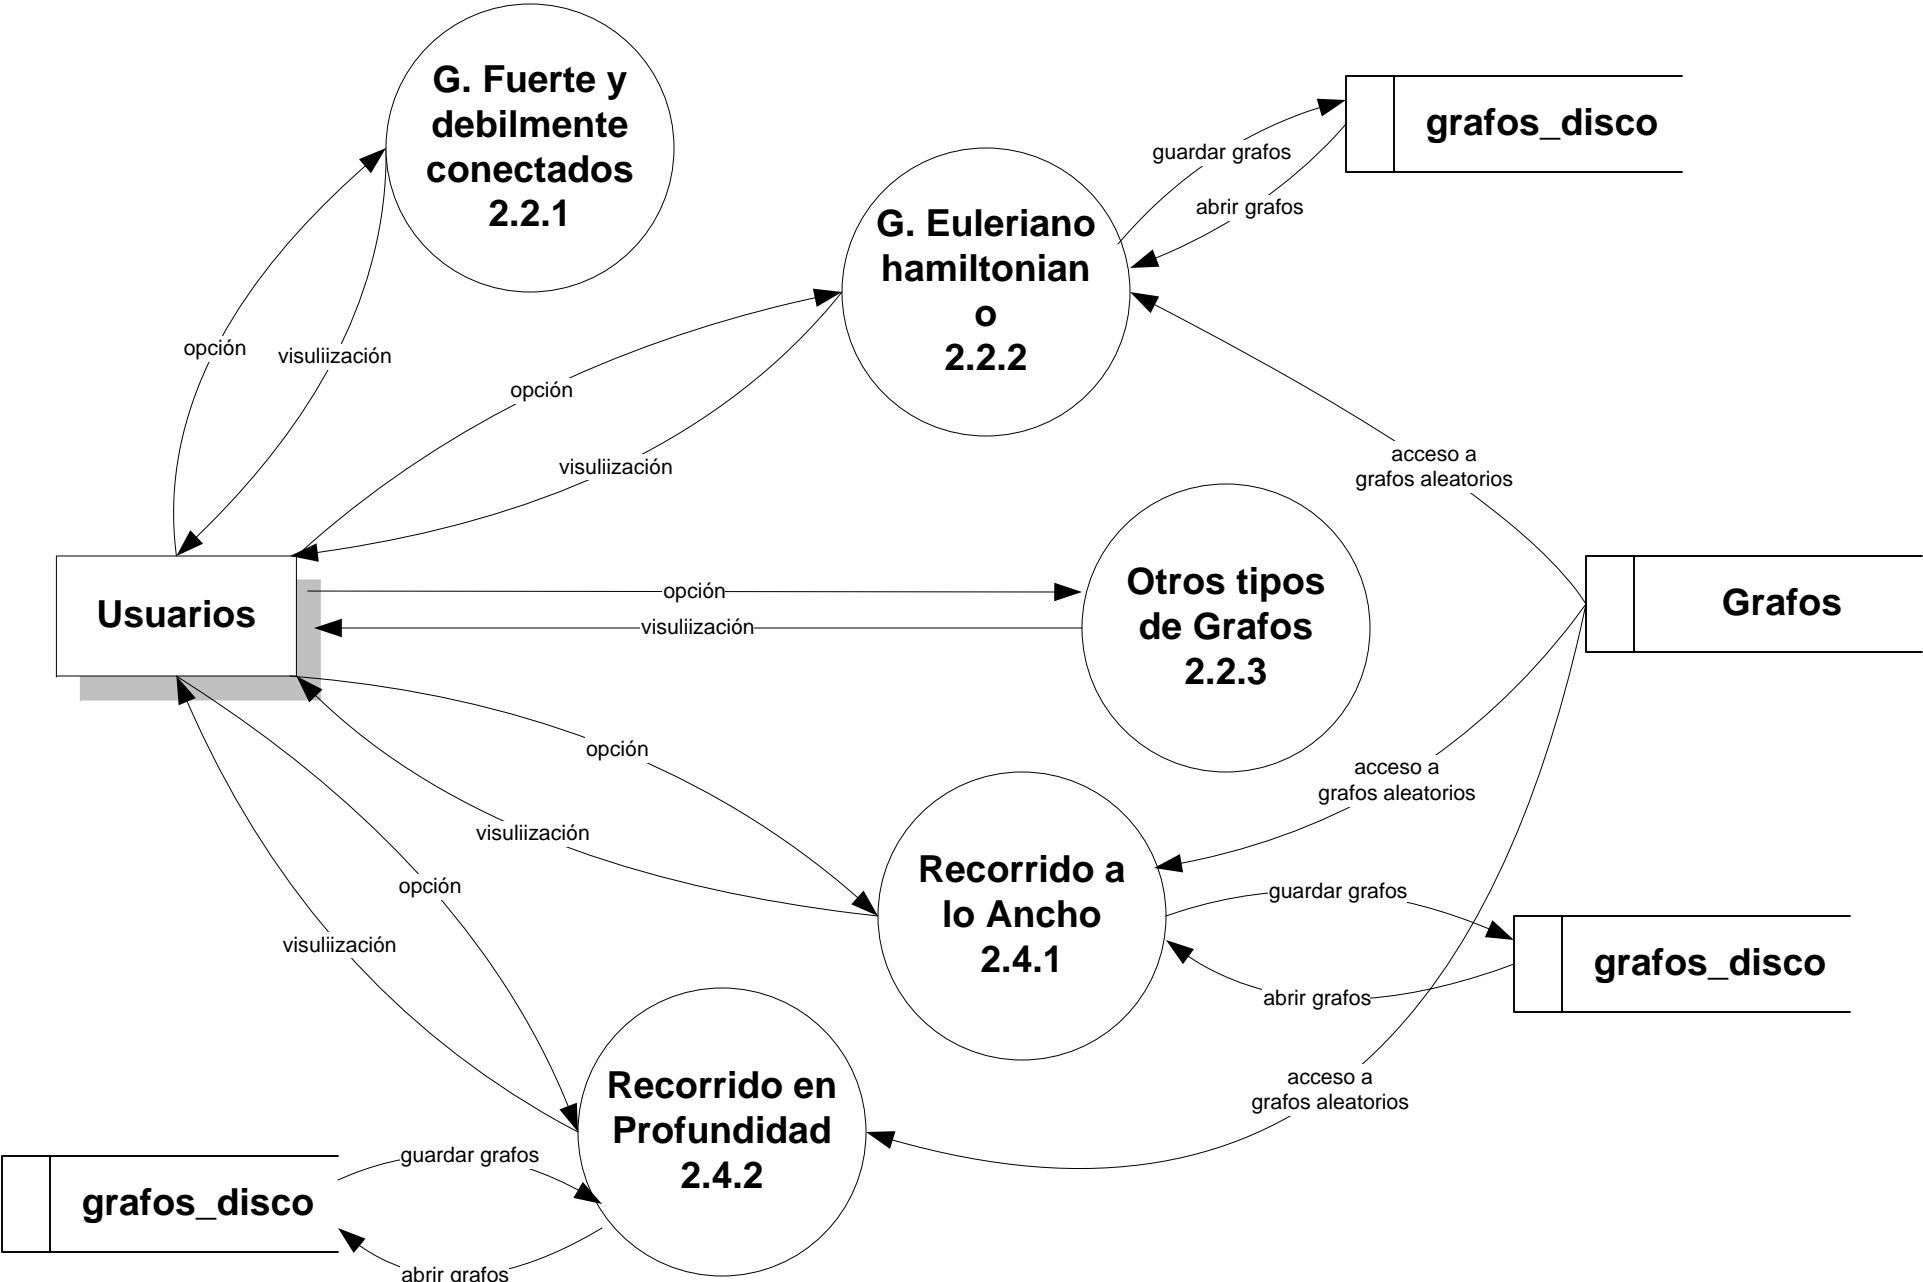 G. Fuerte y
debilmente
conectados
2.2.1
grafos_disco
guardar grafos
abrir grafos
G. Euleriano
hamiltonian
o
2.2.2
opción
visuliización
opción
visuliización
acceso a
grafos aleatorios
Usuarios
opción
visuliización
Otros tipos
de Grafos
2.2.3
Grafos
opción
visuliización
acceso a
grafos aleatorios
Recorrido a
lo Ancho
2.4.1
guardar grafos
abrir grafos
grafos_disco
opción
visuliización
acceso a
grafos aleatorios
Recorrido en
Profundidad
2.4.2
guardar grafos
grafos_disco
abrir grafos